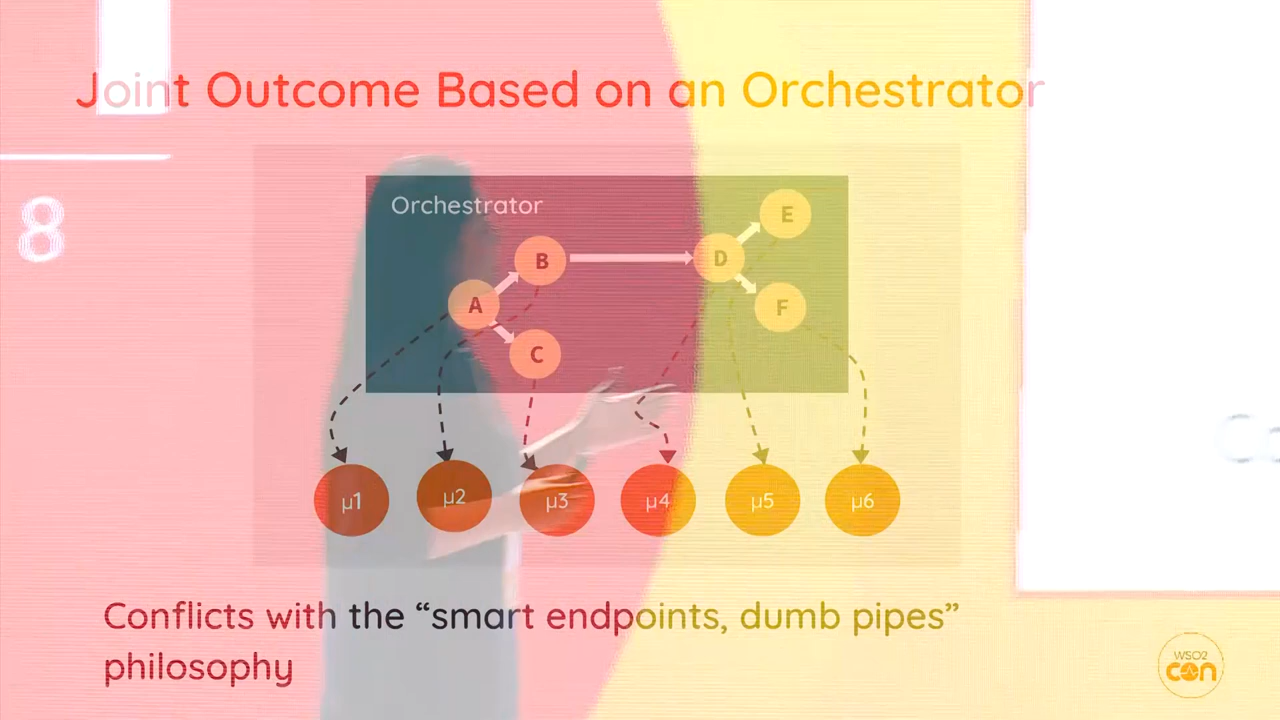 Joint Outcome Based on an Orchestrator
8
Orchestrator
E
B
D
A
F
C
μ1
μ2
μ3
μ4
μ5
μ6
Conflicts with the “smart endpoints, dumb pipes”
philosophy
WSO2
con